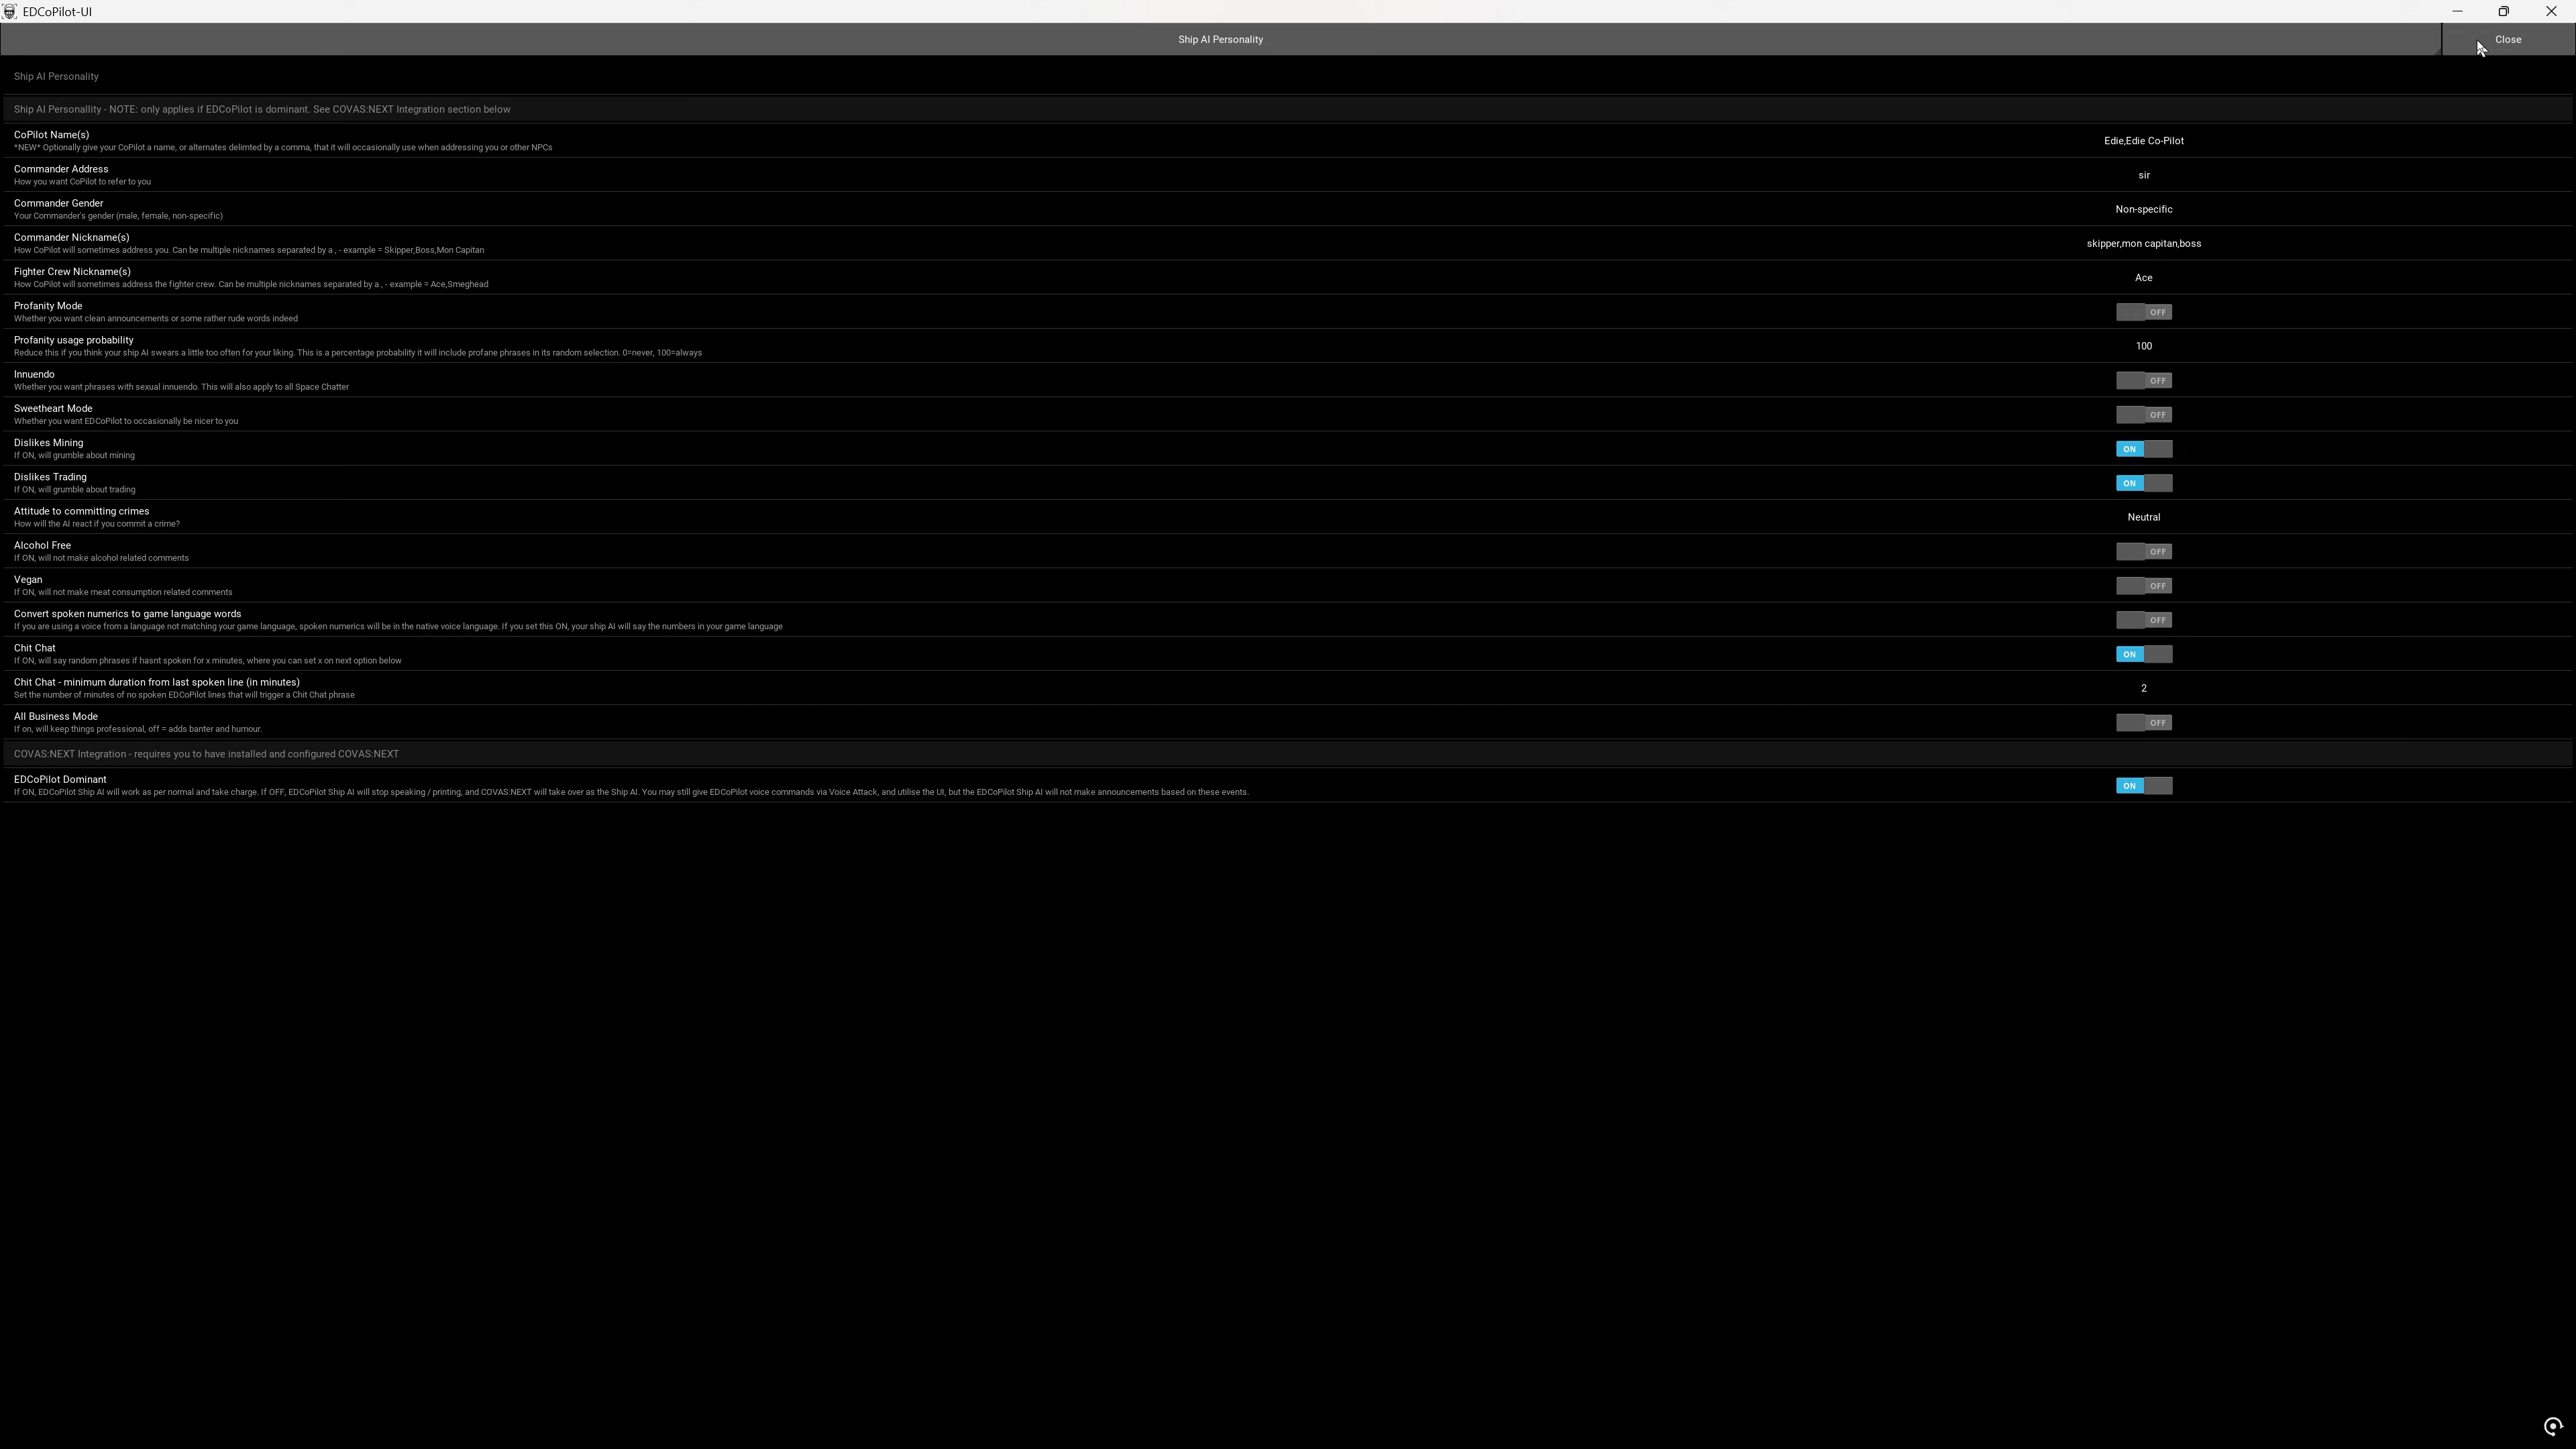 EDCoPilot-UI
Ship AI Personality
Close
Ship AI Personality
Ship AI Personallity - NOTE: only applies if EDCoPilot is dominant. See COVAS:NEXT Integration section below
CoPilot Name(s)
*NEW* Optionally give your CoPilot a name, or alternates delimted by a comma, that it will occasionally use when addressing you or other NPCs
Edie,Edie Co-Pilot
Commander Address
How you want CoPilot to refer to you
sir
Commander Gender
Your Commander's gender (male, female, non-specific)
Non-specific
Commander Nickname(s)
How CoPilot will sometimes address you. Can be multiple nicknames separated by a , - example = Skipper,Boss,Mon Capitan
skipper,mon capitan,boss
Fighter Crew Nickname(s)
How CoPilot will sometimes address the fighter crew. Can be multiple nicknames separated by a , - example = Ace,Smeghead
Ace
Profanity Mode
Whether you want clean announcements or some rather rude words indeed
OFF
Profanity usage probability
Reduce this if you think your ship AI swears a little too often for your liking. This is a percentage probability it will include profane phrases in its random selection. 0=never, 100=always
100
Innuendo
Whether you want phrases with sexual innuendo. This will also apply to all Space Chatter
OFF
Sweetheart Mode
Whether you want EDCoPilot to occasionally be nicer to you
OFF
Dislikes Mining
If ON, will grumble about mining
ON
Dislikes Trading
If ON, will grumble about trading
ON
Attitude to committing crimes
How will the AI react if you commit a crime?
Neutral
Alcohol Free
If ON, will not make alcohol related comments
OFF
Vegan
If ON, will not make meat consumption related comments
OFF
Convert spoken numerics to game language words
If you are using a voice from a language not matching your game language, spoken numerics will be in the native voice language. If you set this ON, your ship AI will say the numbers in your game language
OFF
Chit Chat
If ON, will say random phrases if hasnt spoken for x minutes, where you can set x on next option below
ON
Chit Chat - minimum duration from last spoken line (in minutes)
Set the number of minutes of no spoken EDCoPilot lines that will trigger a Chit Chat phrase
2
All Business Mode
If on, will keep things professional, off = adds banter and humour.
OFF
COVAS:NEXT Integration - requires you to have installed and configured COVAS:NEXT
EDCoPilot Dominant
If ON, EDCoPilot Ship AI will work as per normal and take charge. If OFF, EDCoPilot Ship AI will stop speaking / printing, and COVAS:NEXT will take over as the Ship AI. You may still give EDCoPilot voice commands via Voice Attack, and utilise the UI, but the EDCoPilot Ship AI will not make announcements based on these events.
ON